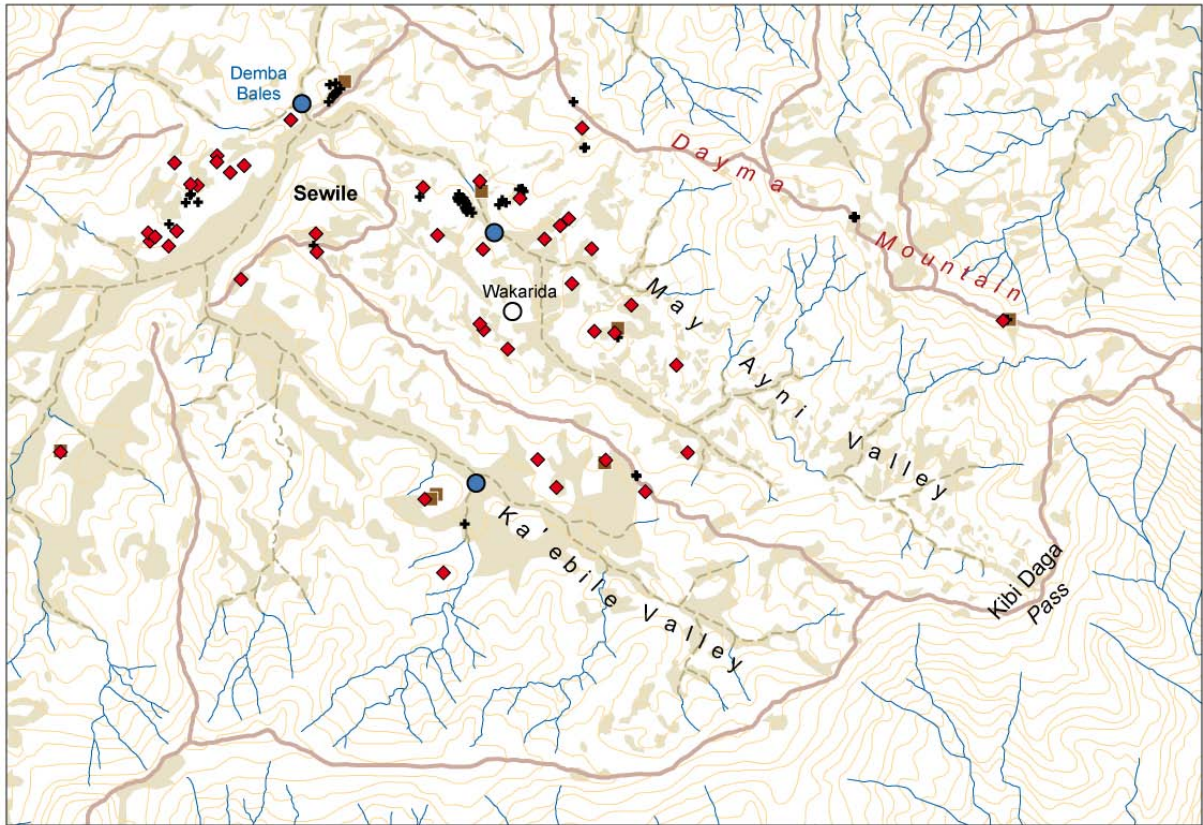 Demba
Bales
Dayma
Sewile
Mountain
Wakarida
May
Ayni
Valley
Ka'ebile Valley
Kibi Daga
Pass